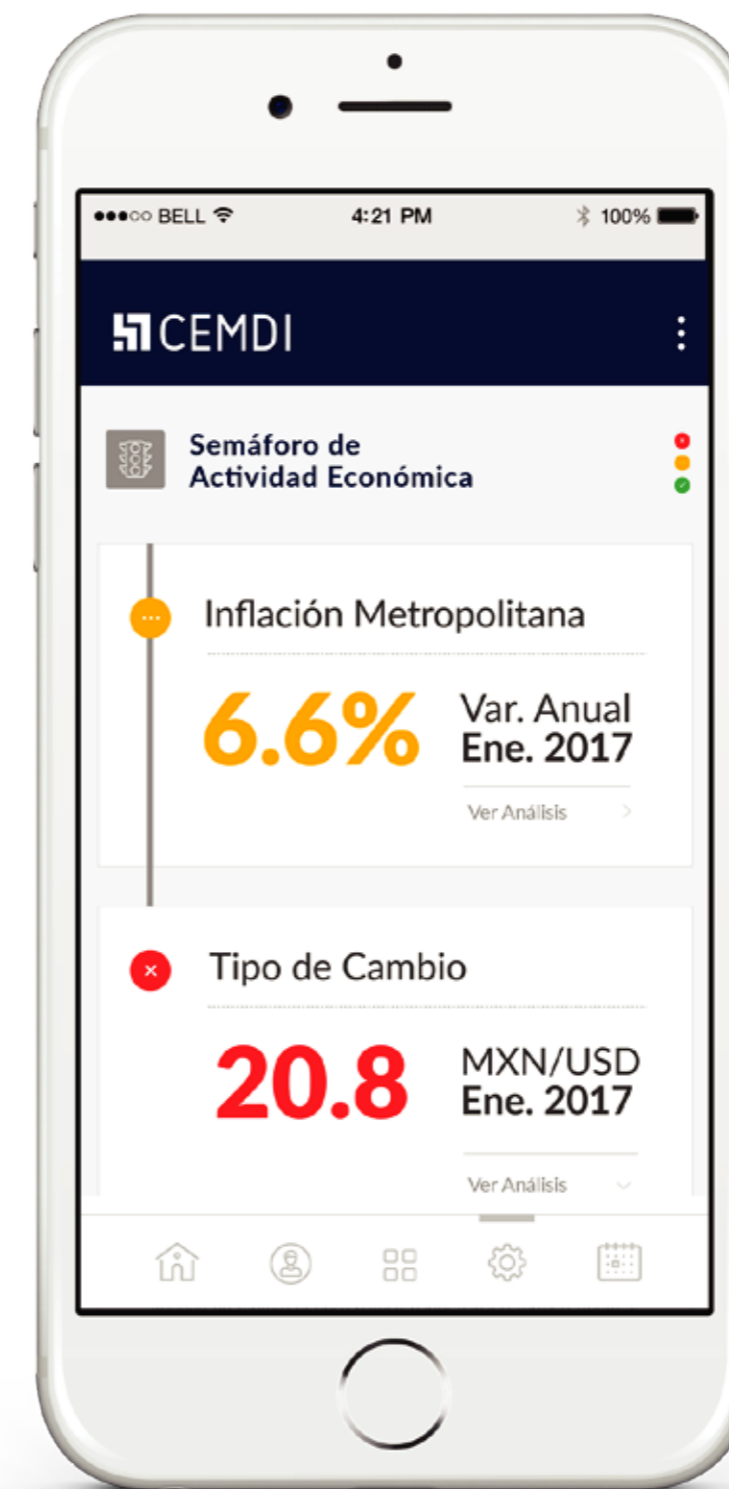 BELL 4:21 PM 100%
CEMDI
Semáforo de
Actividad Económica
Inflación Metropolitana
6.6%
Var. Anual
Ene. 2017
Ver Análisis
Tipo de Cambio
20.8
MXN/USD
Ene. 2017
Ver Análisis